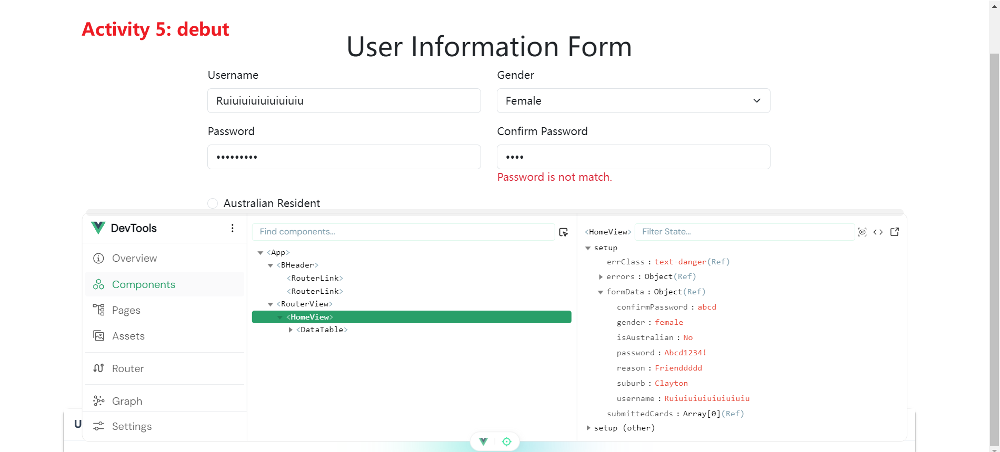 Activity 5: debut
User Information Form
Username
Gender
Ruiuiuiuiuiuiuiuiu
Female
Password
Confirm Password
•••••••••
••••
Password is not match.
Australian Resident
DevTools
Overview
Components
Pages
Assets
Router
Graph
Settings
U
Find components...
<App>
<BHeader>
<RouterLink>
<RouterLink>
<RouterView>
<HomeView>
<DataTable>
<HomeView>
Filter State...
setup
errClass : text-danger(Ref)
errors : Object(Ref)
formData : Object(Ref)
confirmPassword : abcd
gender : female
isAustralian : No
password : Abcd1234!
reason : Frienddddd
suburb : Clayton
username : Ruiuiuiuiuiuiuiuiu
submittedCards : Array[0](Ref)
setup (other)